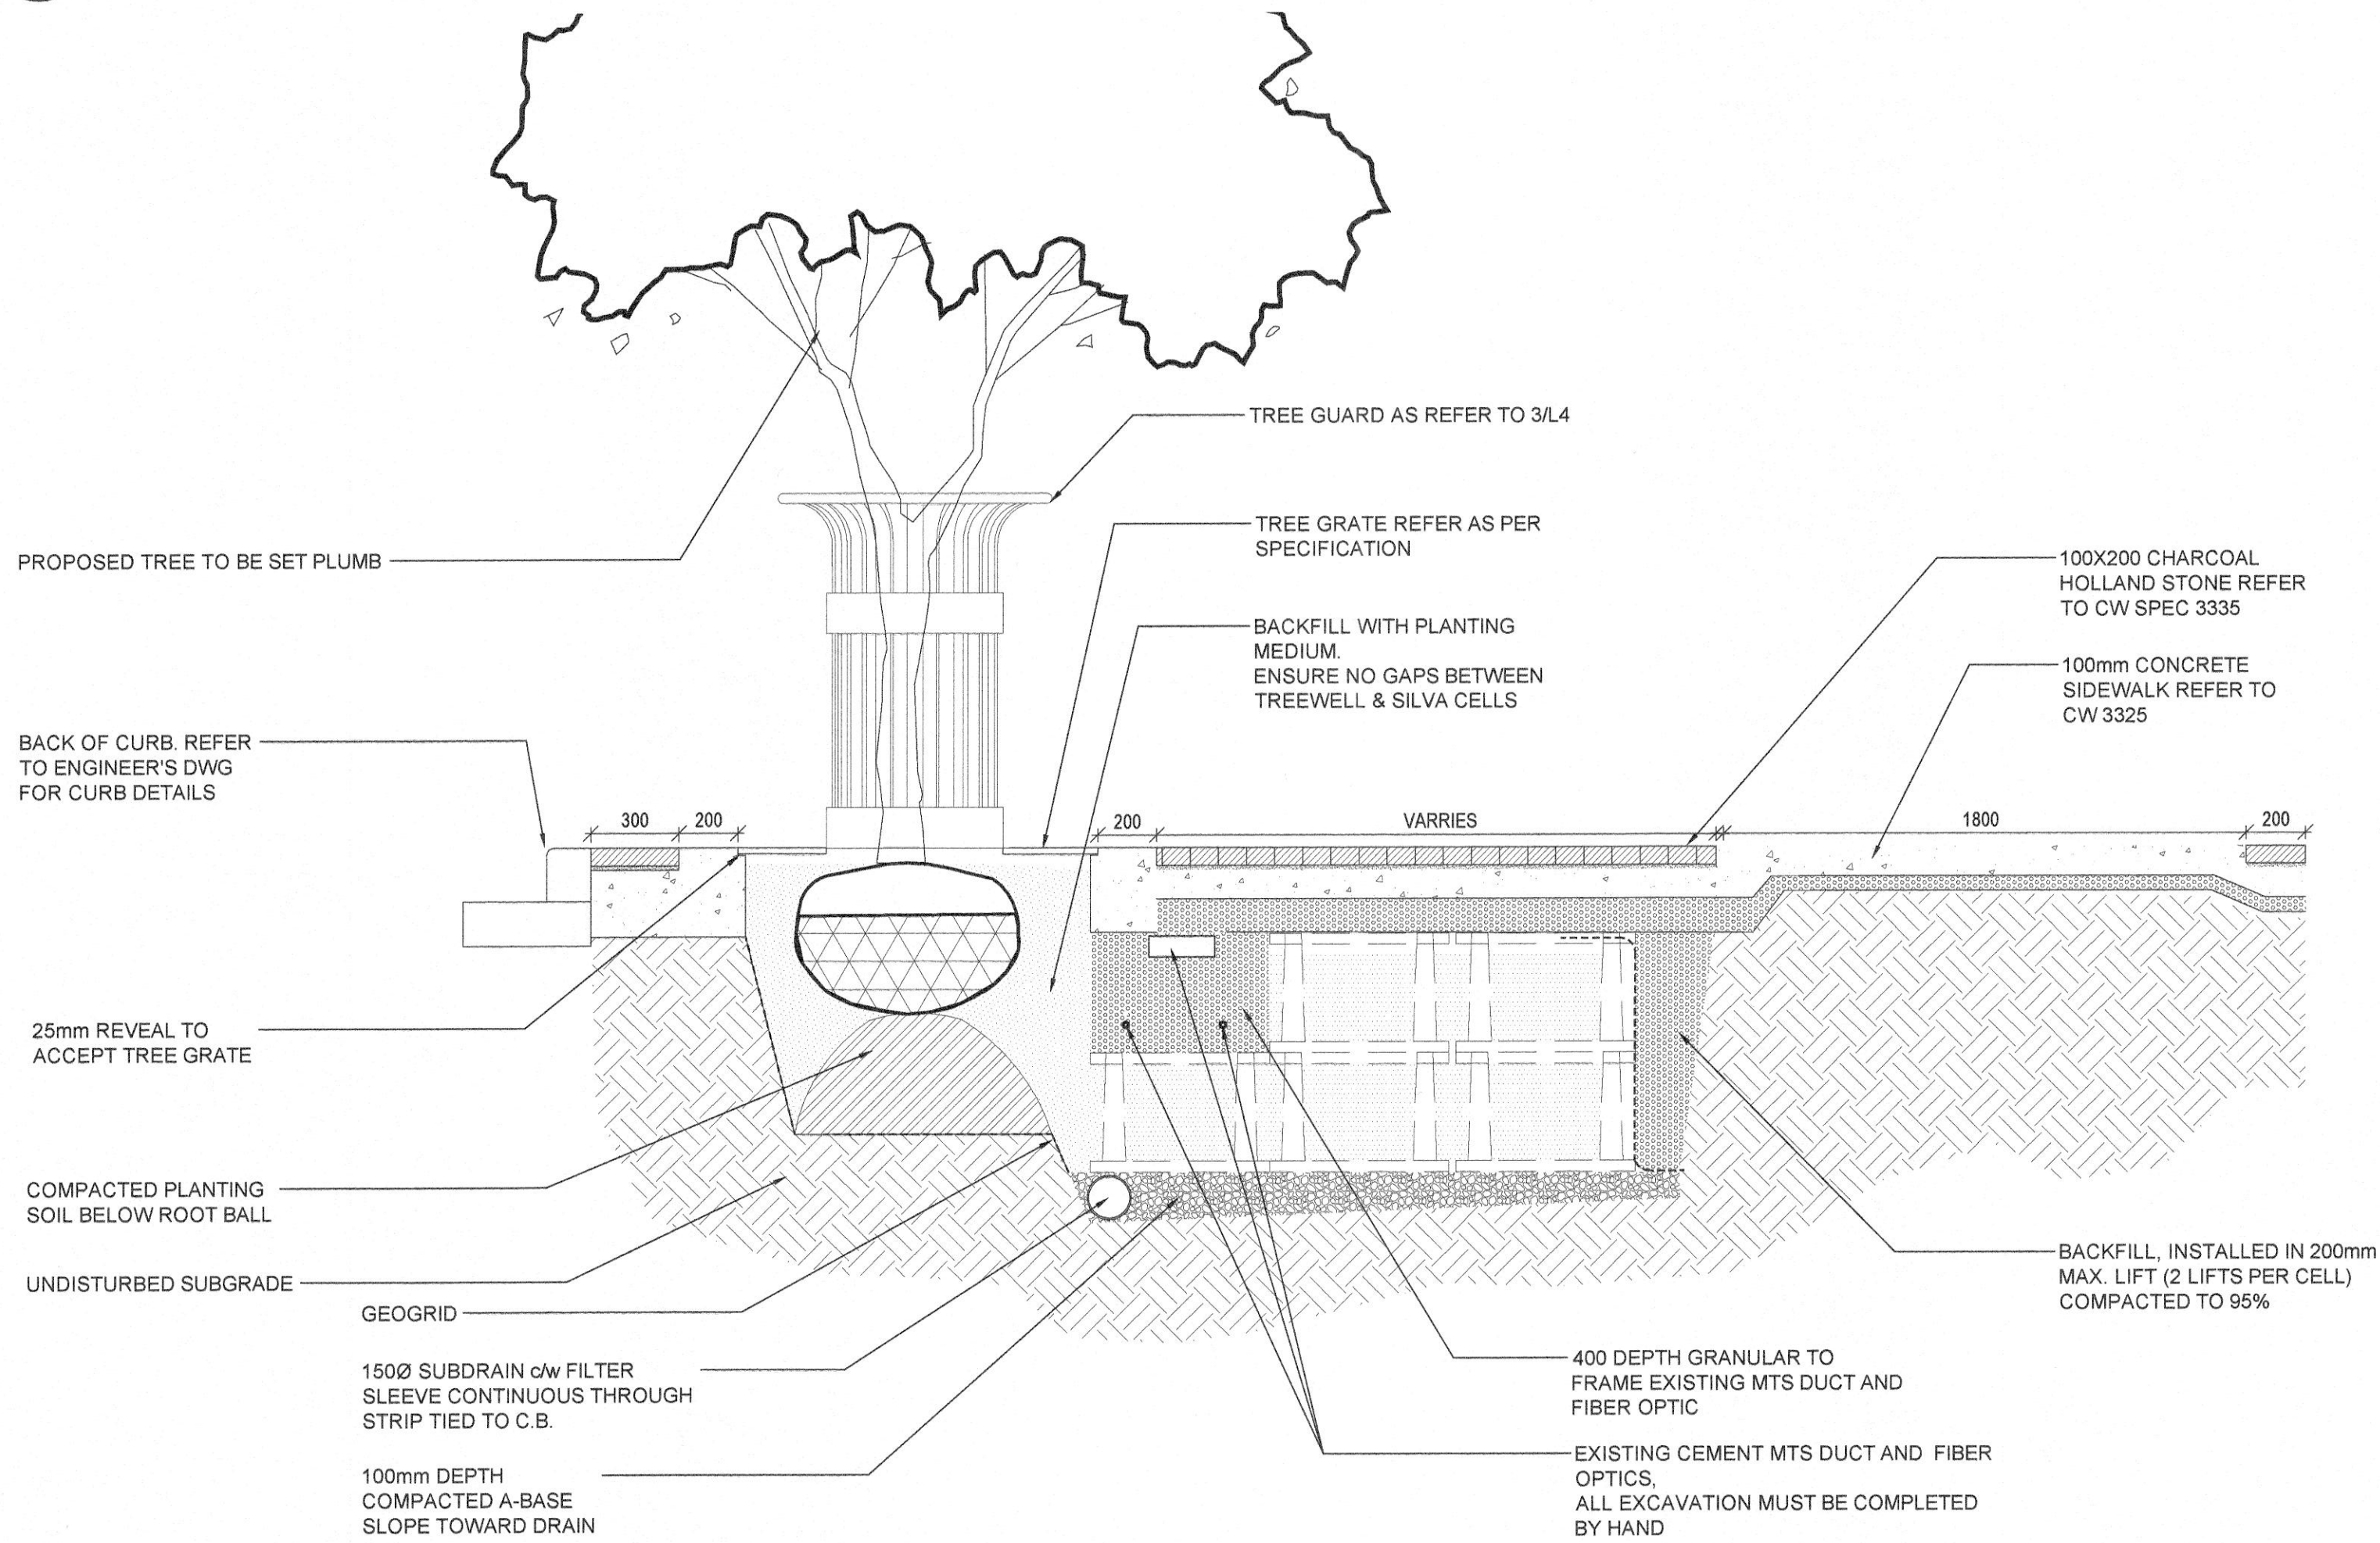 TREE GUARD AS REFER TO 3/L4
TREE GRATE REFER AS PER
SPECIFICATION
PROPOSED TREE TO BE SET PLUMB
100X200 CHARCOAL
HOLLAND STONE REFER
TO CW SPEC 3335
BACKFILL WITH PLANTING
MEDIUM.
ENSURE NO GAPS BETWEEN
TREEWELL & SILVA CELLS
100mm CONCRETE
SIDEWALK REFER TO
CW 3325
BACK OF CURB. REFER
TO ENGINEER'S DWG
FOR CURB DETAILS
300
200
200
VARRIES
1800
200
25mm REVEAL TO
ACCEPT TREE GRATE
COMPACTED PLANTING
SOIL BELOW ROOT BALL
UNDISTURBED SUBGRADE
GEOGRID
BACKFILL, INSTALLED IN 200mm
MAX. LIFT (2 LIFTS PER CELL)
COMPACTED TO 95%
150Ø SUBDRAIN c/w FILTER
SLEEVE CONTINUOUS THROUGH
STRIP TIED TO C.B.
400 DEPTH GRANULAR TO
FRAME EXISTING MTS DUCT AND
FIBER OPTIC
100mm DEPTH
COMPACTED A-BASE
SLOPE TOWARD DRAIN
EXISTING CEMENT MTS DUCT AND FIBER
OPTICS,
ALL EXCAVATION MUST BE COMPLETED
BY HAND